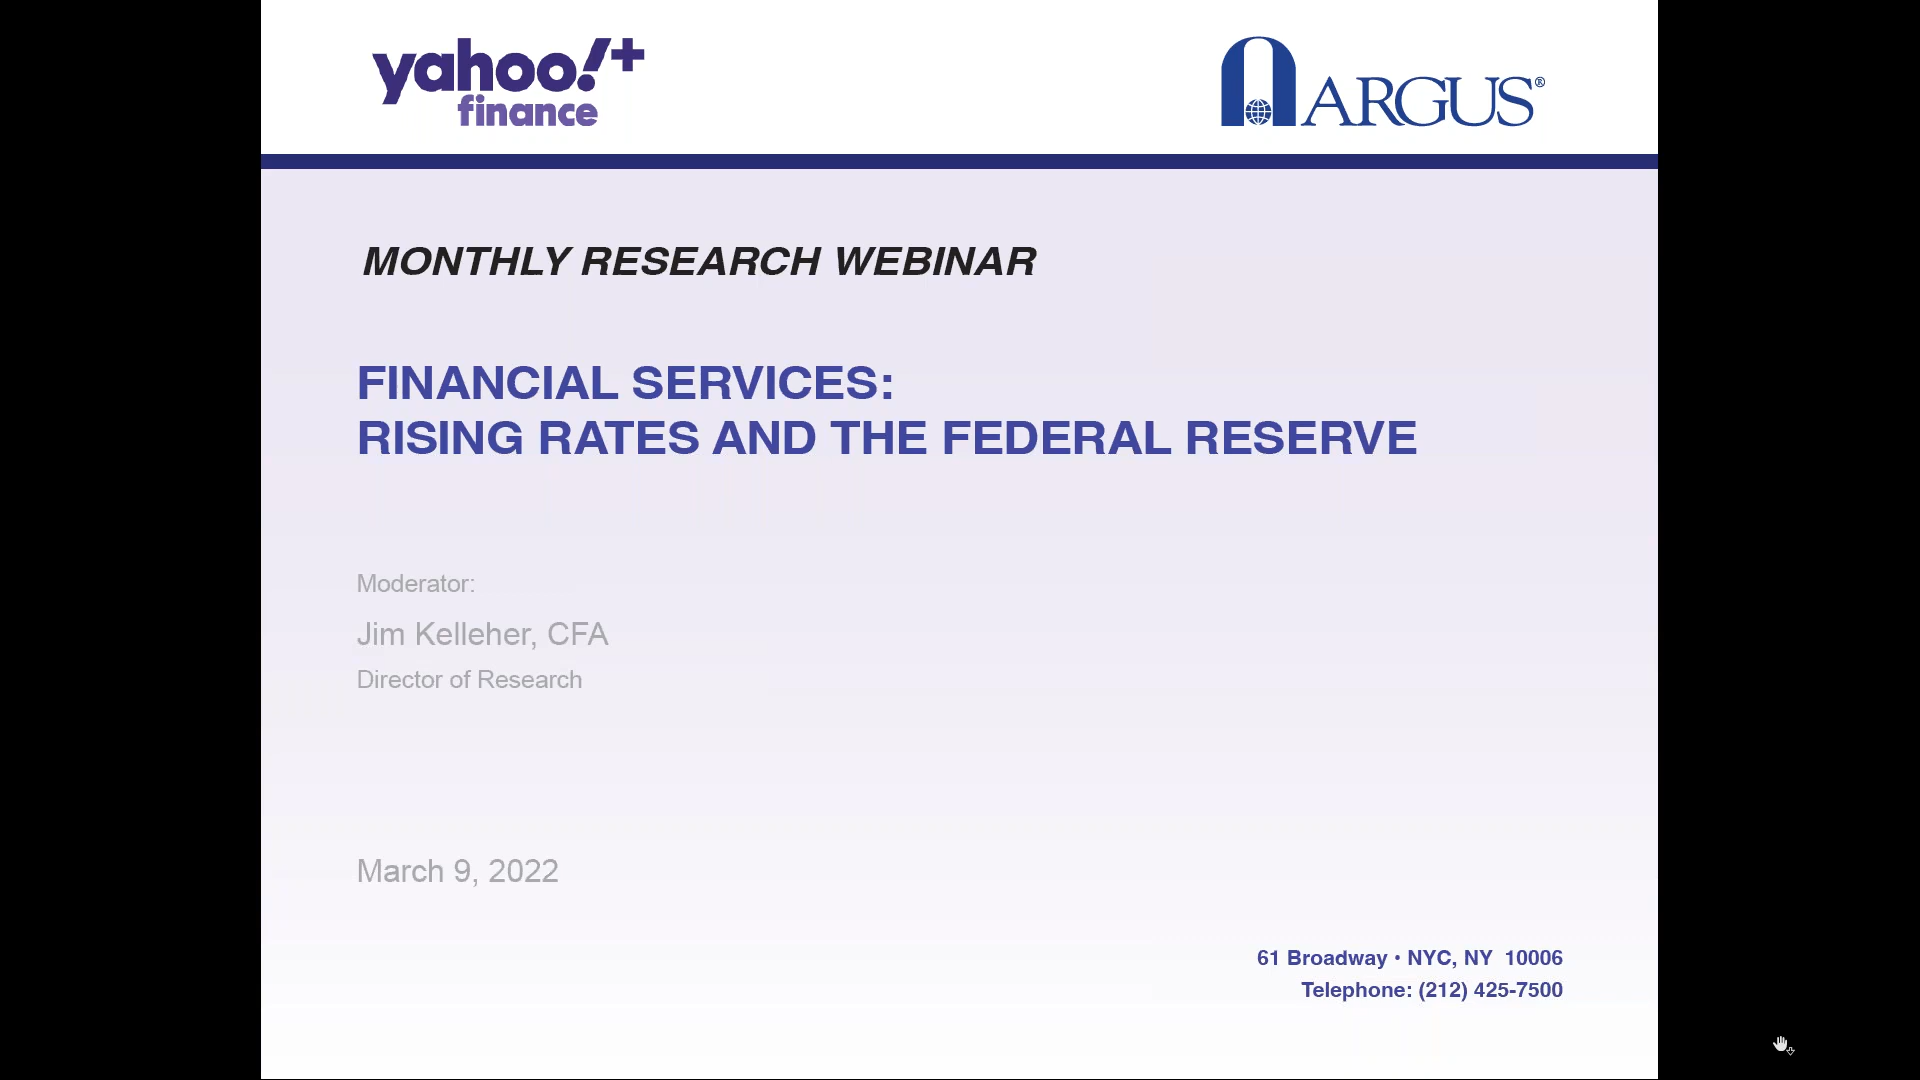 yahoo!+
finance
ARGUS®
MONTHLY RESEARCH WEBINAR
FINANCIAL SERVICES:
RISING RATES AND THE FEDERAL RESERVE
Moderator:
Jim Kelleher, CFA
Director of Research
March 9, 2022
61 Broadway • NYC, NY 10006
Telephone: (212) 425-7500